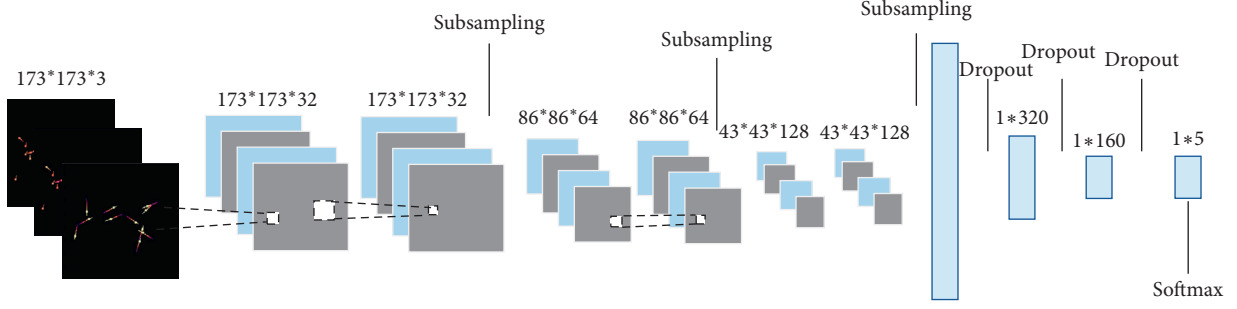 Subsampling
Subsampling
Subsampling
Dropout
Dropout
Dropout
173*173*3
173*173*32
173*173*32
86*86*64
86*86*64
43*43*128
43*43*128
1*320
1*160
1*5
Softmax